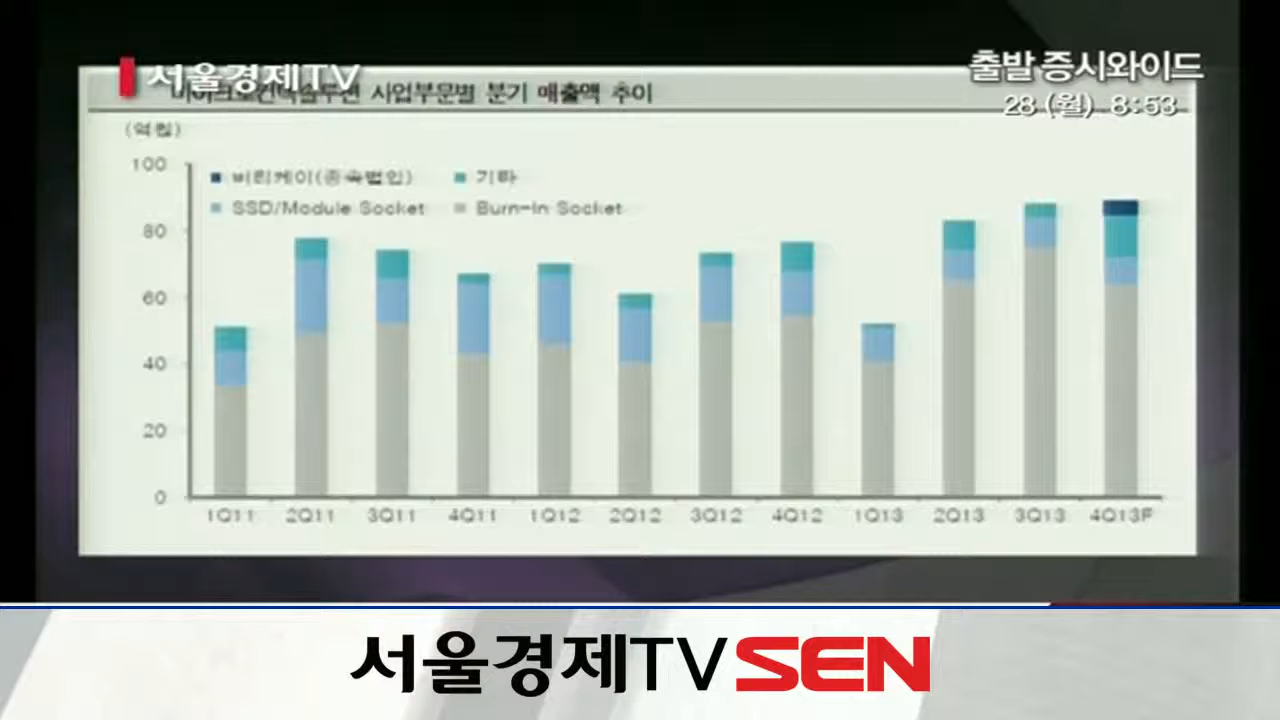 서울경제TV
출발 증시와이드
28 (월) 8:53
사업부문별 분기 매출액 추이
100
기타
SSD/Module Socket
Burn-In Socket
80
60
40
20
0
1Q11 2Q11 3Q11 4Q11 1Q12 2Q12 3Q12 4Q12 1Q13 2Q13 3Q13 4Q13F
서울경제TV SEN